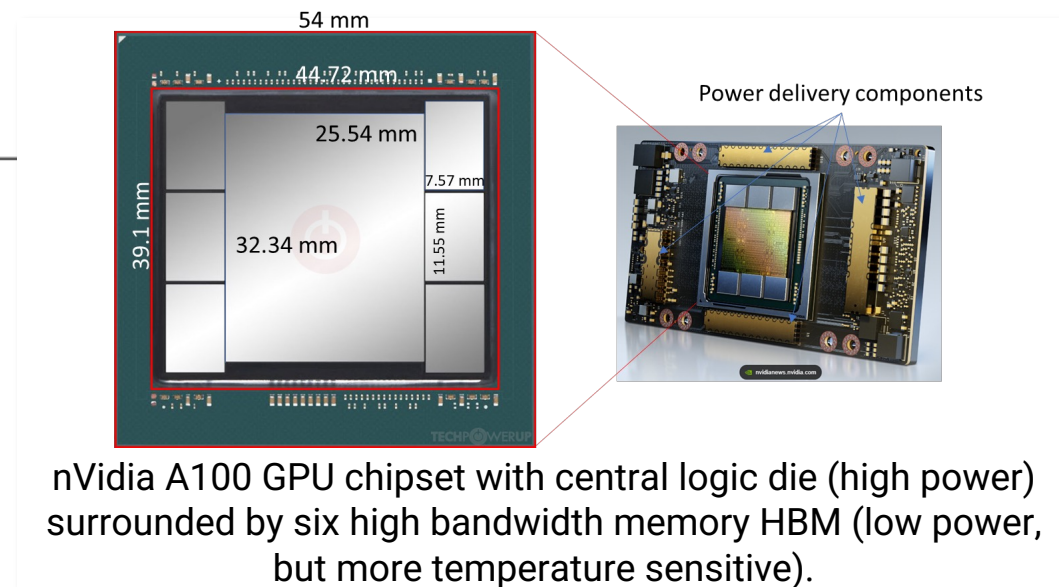 54 mm
44.72 mm
25.54 mm
7.57 mm
39.1 mm
32.34 mm
11.55 mm
TECHPOWERUP
Power delivery components
nvidianews.nvidia.com
nVidia A100 GPU chipset with central logic die (high power)
surrounded by six high bandwidth memory HBM (low power,
but more temperature sensitive).